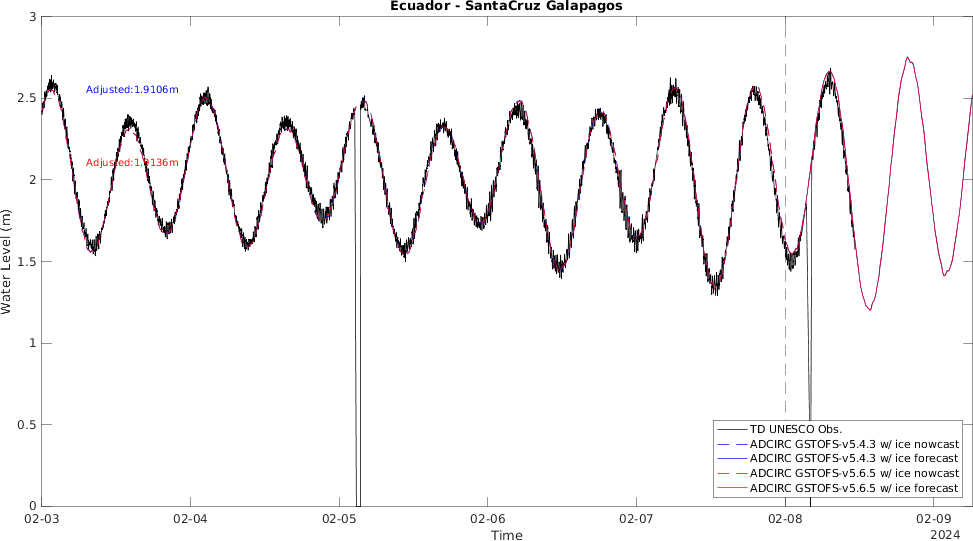 Ecuador - SantaCruz Galapagos
Water Level (m)
3
2.5
2
1.5
1
0.5
0
Adjusted:1.9106m
Adjusted:1.9136m
TD UNESCO Obs.
ADCIRC GSTOFS-v5.4.3 w/ ice nowcast
ADCIRC GSTOFS-v5.4.3 w/ ice forecast
ADCIRC GSTOFS-v5.6.5 w/ ice nowcast
ADCIRC GSTOFS-v5.6.5 w/ ice forecast
02-03 02-04 02-05 02-06 02-07 02-08 02-09
Time
2024